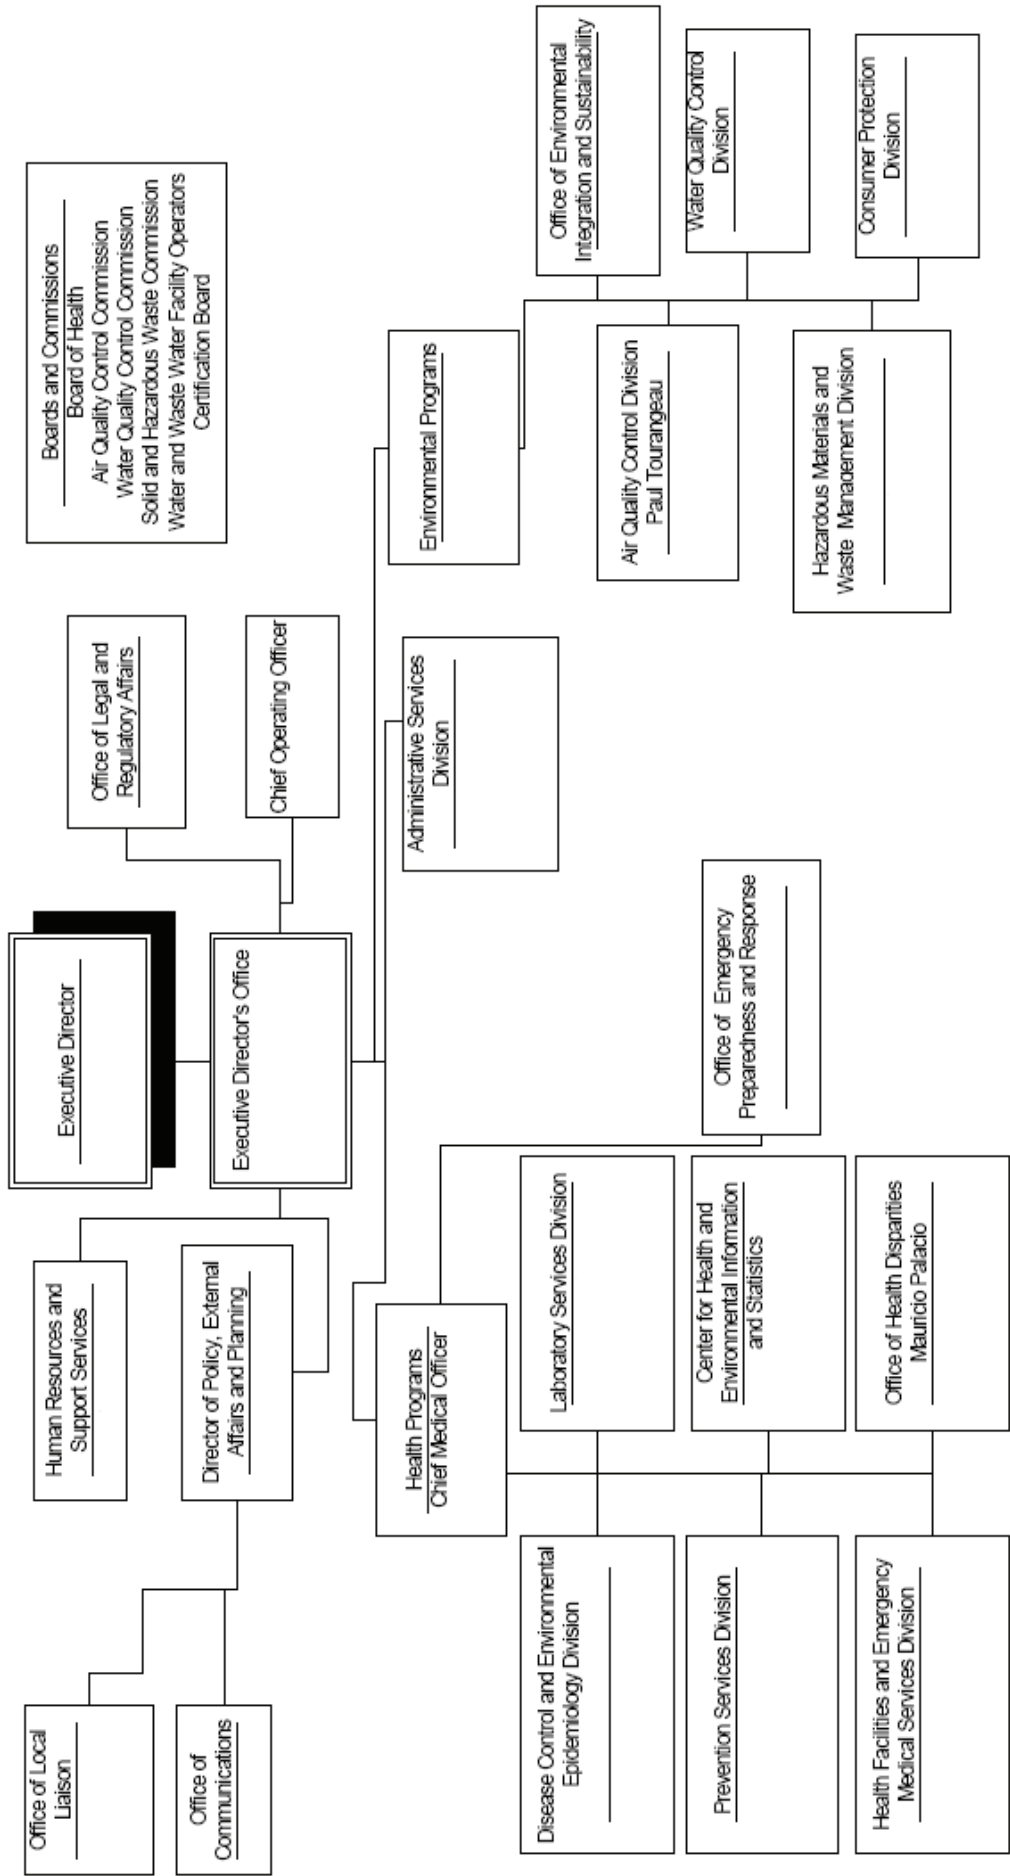 Executive Director
Boards and Commissions
Board of Health
Air Quality Control Commission
Water Quality Control Commission
Solid and Hazardous Waste Commission
Water and Waste Water Facility Operators
Certification Board
Human Resources and
Support Services
Office of Legal and
Regulatory Affairs
Office of Local
Liaison
Executive Director's Office
Director of Policy, External
Affairs and Planning
Chief Operating Officer
Office of
Communications
Health Programs
Chief Medical Officer
Administrative Services
Division
Environmental Programs
Disease Control and Environmental
Epidemiology Division
Laboratory Services Division
Office of Environmental
Integration and Sustainability
Air Quality Control Division
Paul Tourangeau
Prevention Services Division
Center for Health and
Environmental Information
and Statistics
Office of Emergency
Preparedness and Response
Water Quality Control
Division
Hazardous Materials and
Waste Management Division
Health Facilities and Emergency
Medical Services Division
Office of Health Disparities
Mauricio Palacio
Consumer Protection
Division